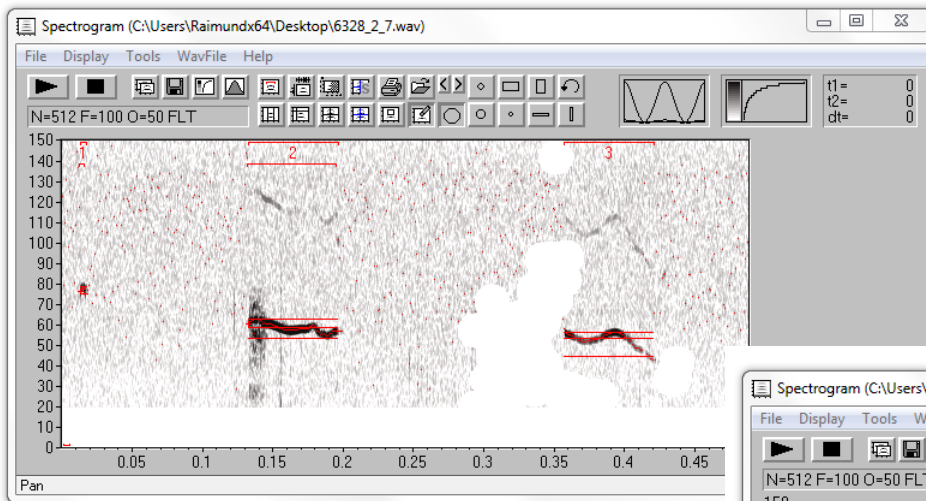 Spectrogram (C:\Users\Raimundx64\Desktop\6328_2_7.wav)
File Display Tools WavFile Help
t1= 0
t2= 0
dt= 0
N=512 F=100 O=50 FLT
150
140
130
120
110
100
90
80
70
60
50
40
30
20
10
0
1
2
3
0.05 0.1 0.15 0.2 0.25 0.3 0.35 0.4 0.45
Pan
Spectrogram (C:\Users\
File Display Tools
N=512 F=100 O=50 FLT
150